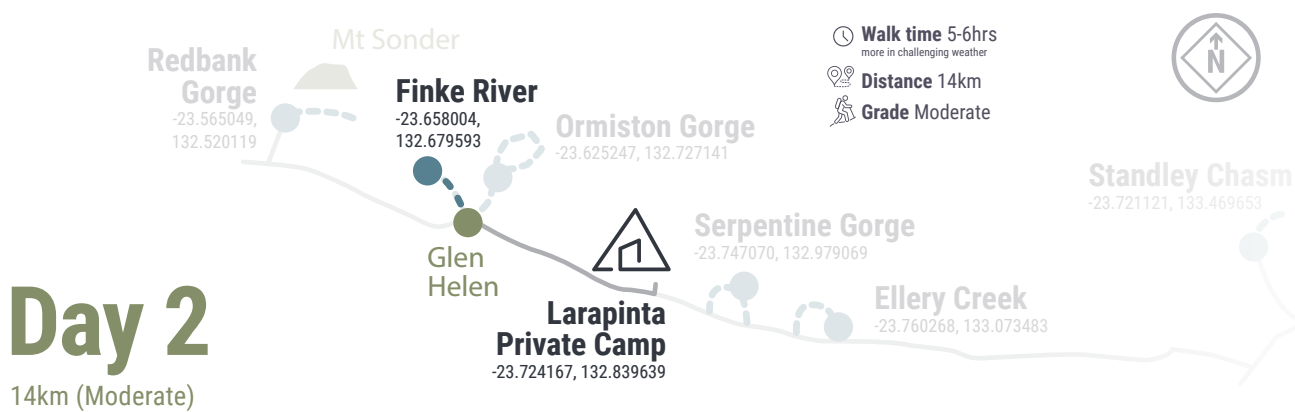 Mt Sonder
Redbank
Gorge
-23.565049,
132.520119
Finke River
-23.658004,
132.679593
Ormiston Gorge
-23.625247, 132.727141
Walk time 5-6hrs
more in challenging weather
Distance 14km
Grade Moderate
N
Standley Chasm
-23.721121, 133.469653
Serpentine Gorge
-23.747070, 132.979069
Glen
Helen
Ellery Creek
-23.760268, 133.073483
Larapinta
Private Camp
-23.724167, 132.839639
Day 2
14km (Moderate)